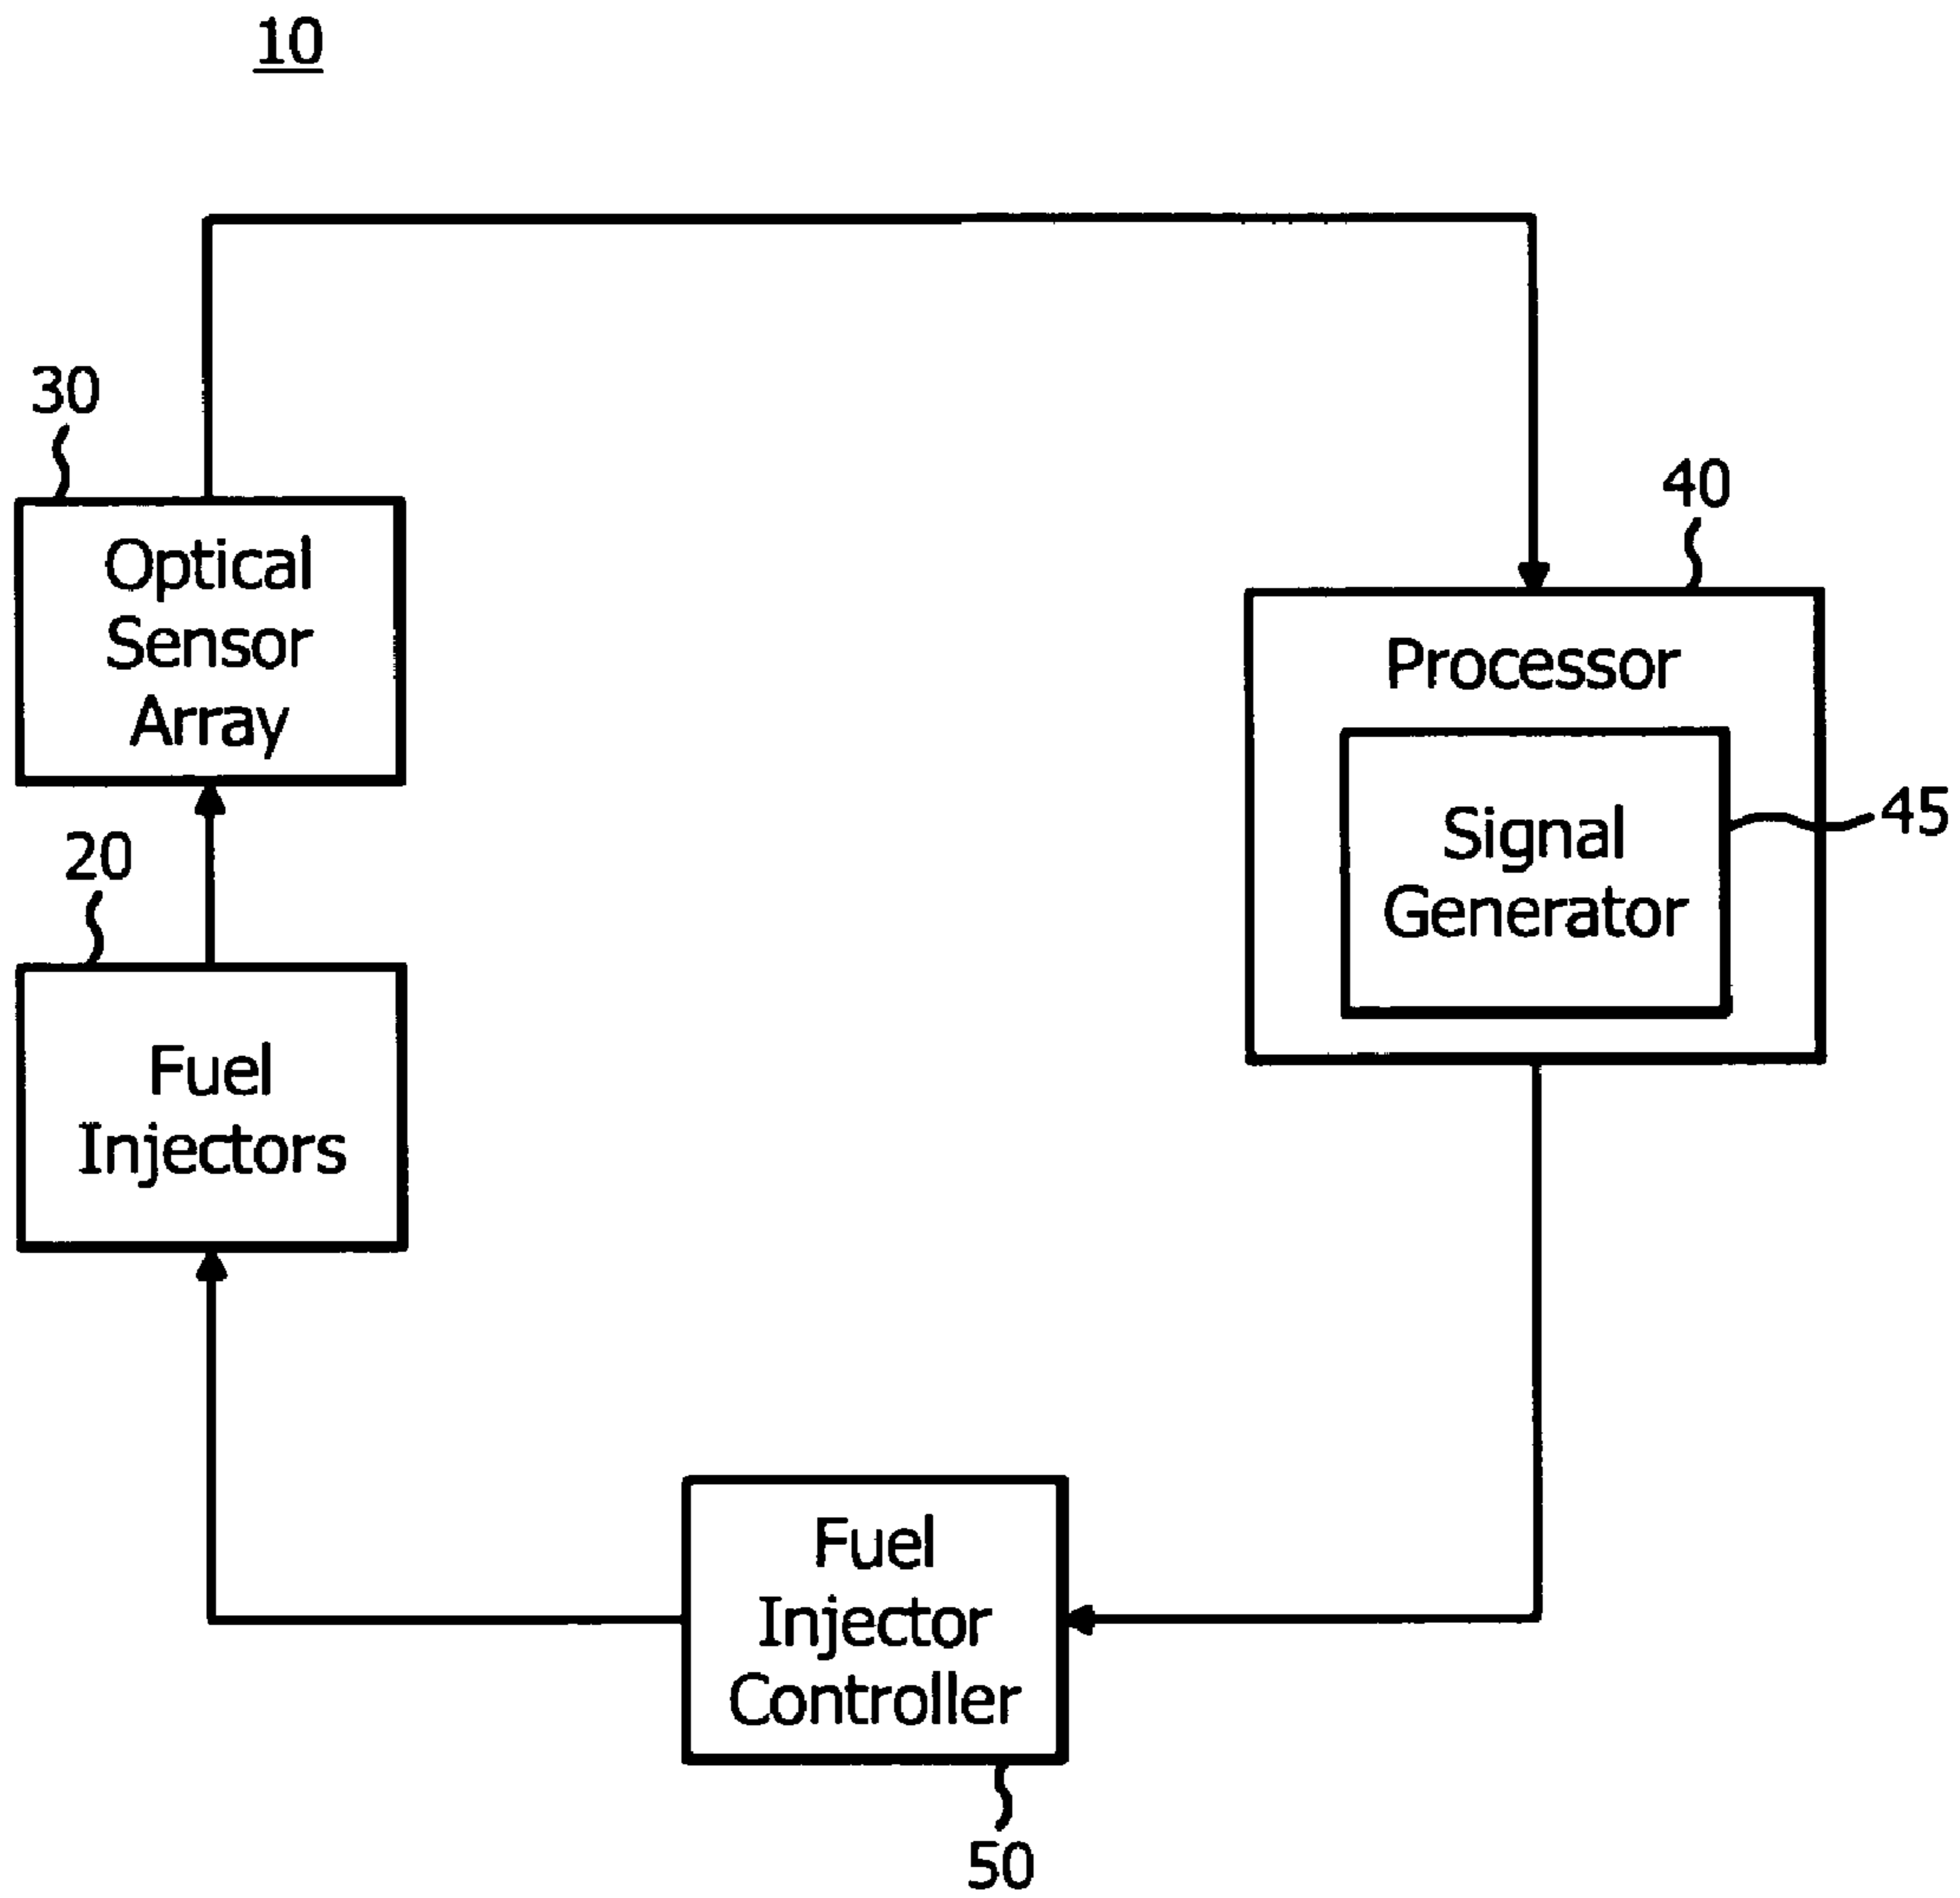 10
30
Optical
Sensor
Array
40
Processor
Signal
Generator
45
20
Fuel
Injectors
Fuel
Injector
Controller
50